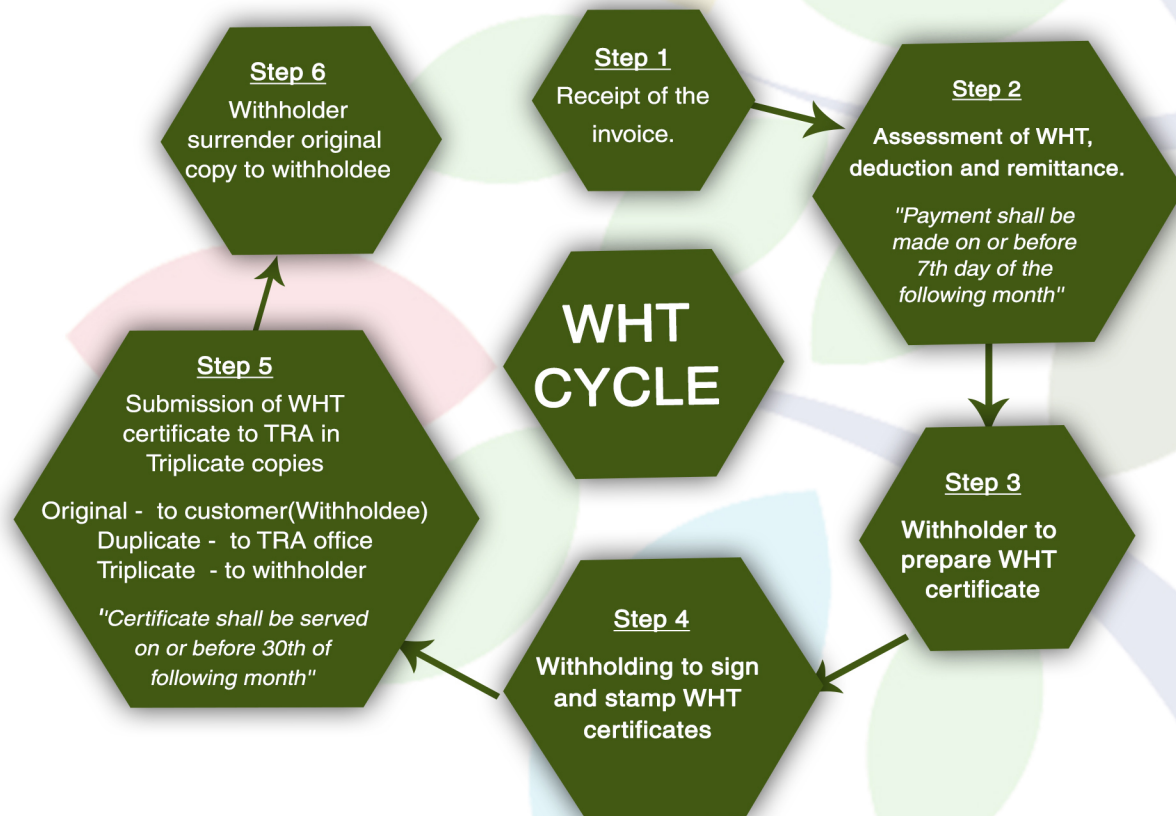 Step 1
Receipt of the
invoice.
Step 2
Assessment of WHT,
deduction and remittance.
"Payment shall be
made on or before
7th day of the
following month"
Step 3
Withholder to
prepare WHT
certificate
Step 4
Withholding to sign
and stamp WHT
certificates
Step 5
Submission of WHT
certificate to TRA in
Triplicate copies
Original -  to customer(Withholdee)
Duplicate -  to TRA office
Triplicate  - to withholder
''Certificate shall be served
on or before 30th of
following month"
Step 6
Withholder
surrender original
copy to withholdee
WHT
CYCLE